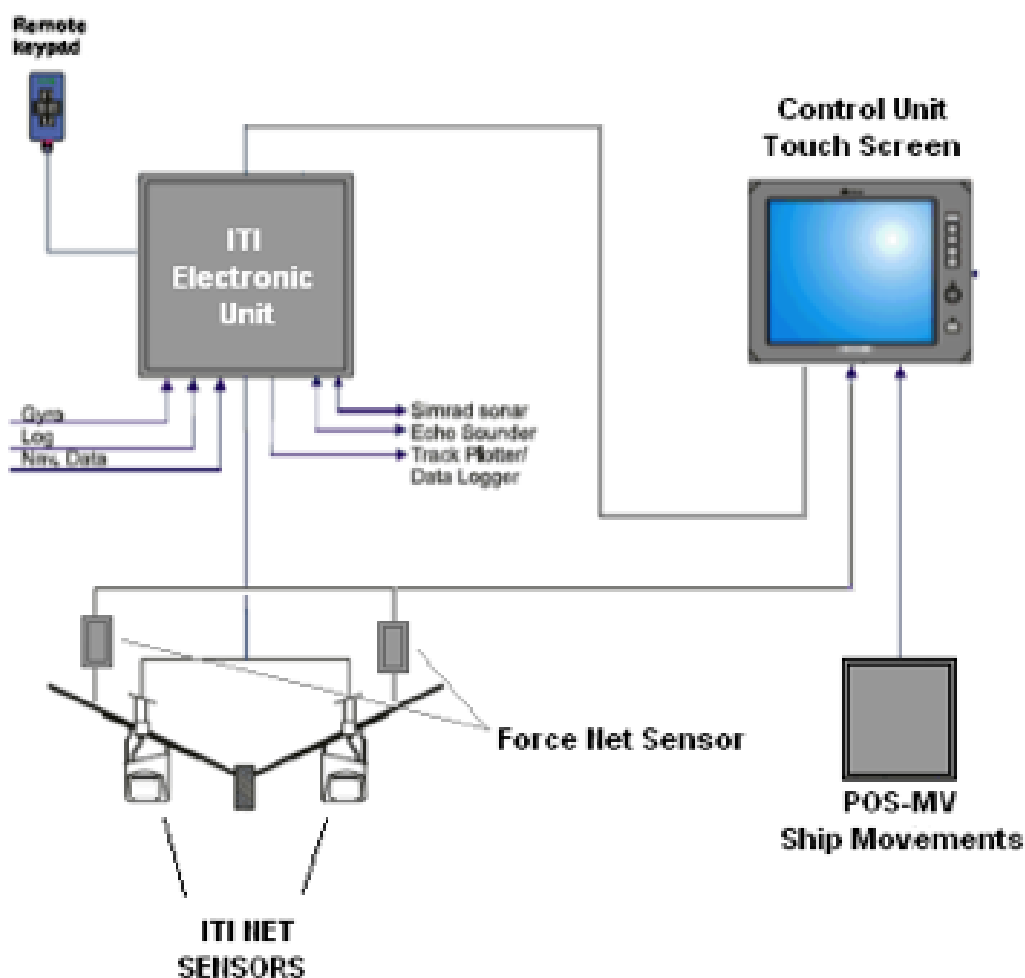 Remote
keypad
Control Unit
Touch Screen
ITI
Electronic
Unit
Gyro
Log
Nav. Data
Simrad sonar
Echo Sounder
Track Plotter/
Data Logger
Force Net Sensor
POS-MV
Ship Movements
ITI NET
SENSORS